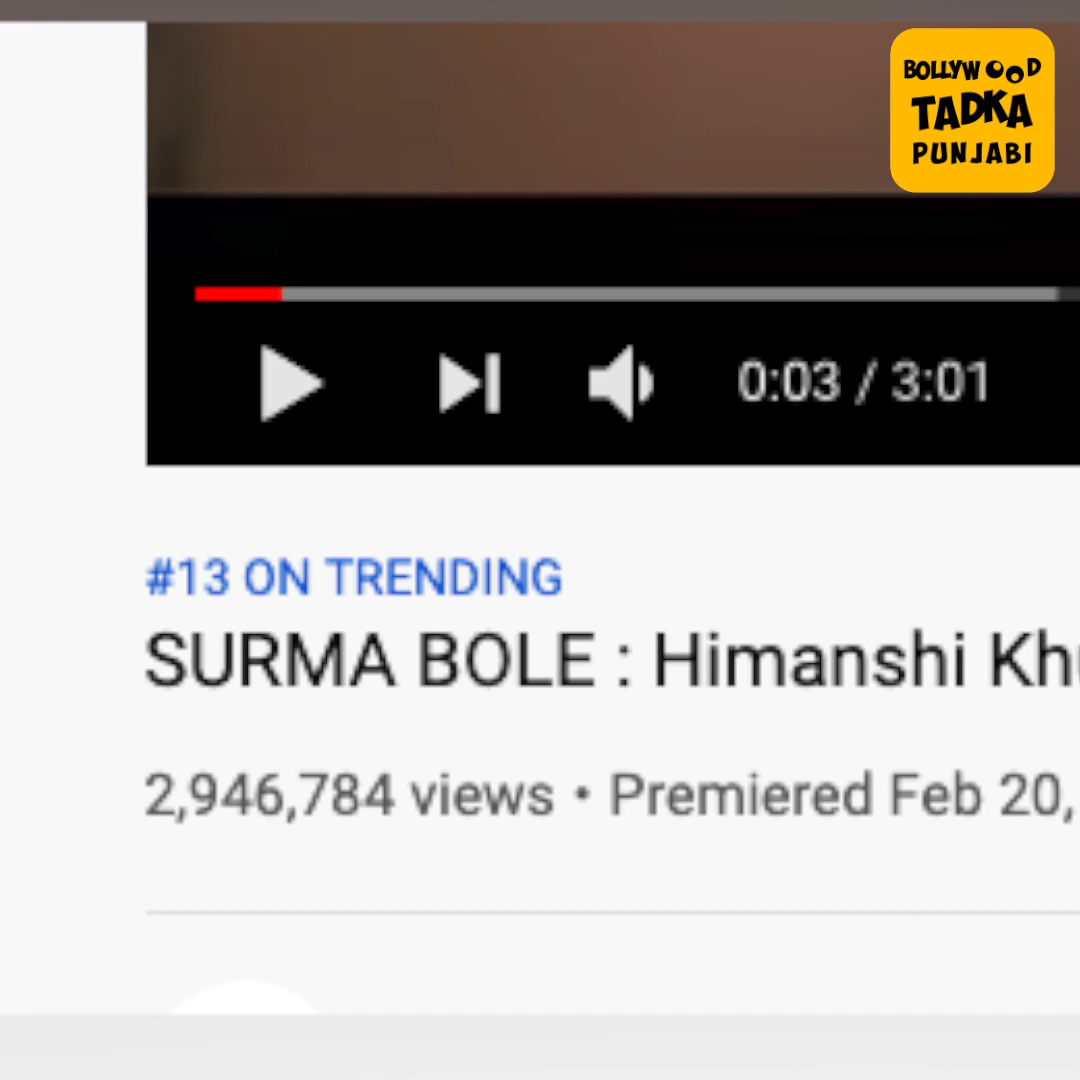 BOLLYWOOD
TADKA
PUNJABI
0:03 / 3:01
#13 ON TRENDING
SURMA BOLE : Himanshi
2,946,784 views • Premiered Feb 20,